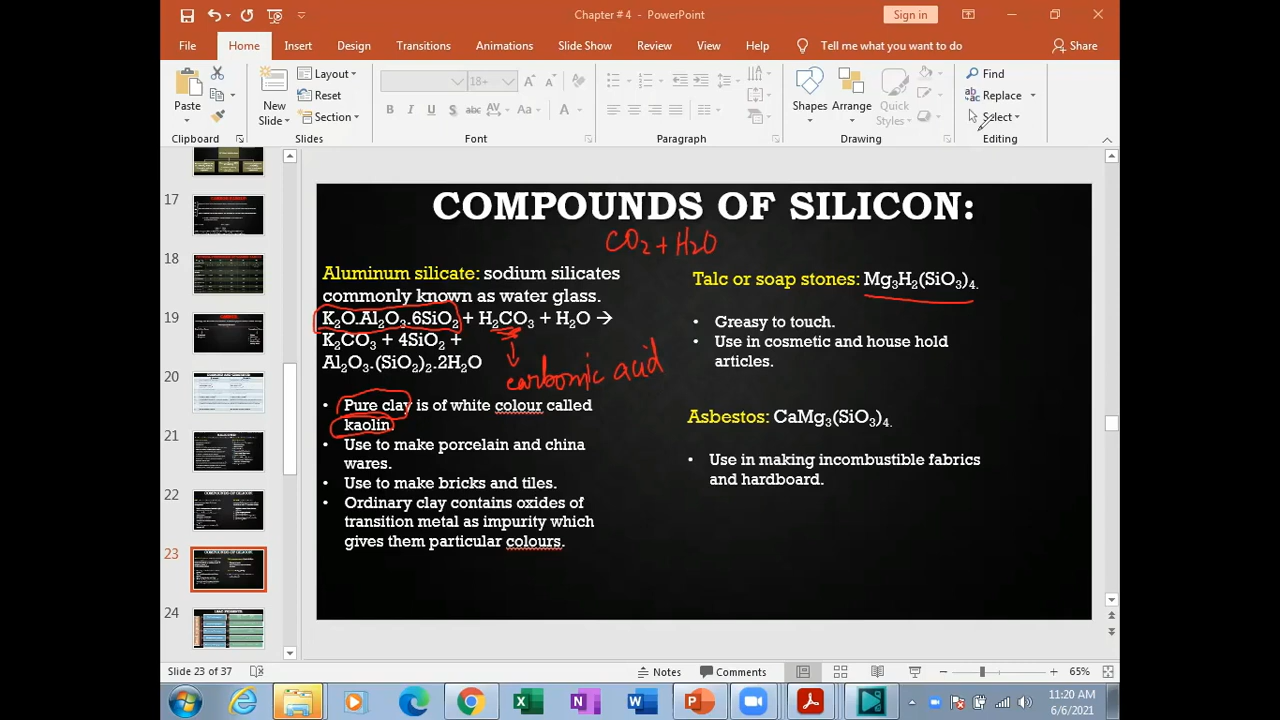 Chapter # 4 - PowerPoint
Sign in
File Home Insert Design Transitions Animations Slide Show Review View Help Tell me what you want to do Share
Paste
Clipboard
New Slide
Layout
Reset
Section
Slides
18+
B I U S abc AV Aa A
Font
Paragraph
Shapes
Arrange
Quick Styles
Drawing
Find
Replace
Select
Editing
17
18
19
20
21
22
23
24
COMPOUNDS OF SILICON:
CO₂ + H₂O
Aluminum silicate: sodium silicates
commonly known as water glass.
K₂O.Al₂O₃.6SiO₂ + H₂CO₃ + H₂O →
K₂CO₃ + 4SiO₂ +
Al₂O₃.(SiO₂)₂.2H₂O
carbonic acid
• Pure clay is of white colour called
kaolin.
• Use to make porcelain and china
wares.
• Use to make bricks and tiles.
• Ordinary clay contains oxides of
transition metal as impurity which
gives them particular colours.
Talc or soap stones: Mg₃H₂(SiO₃)₄.
• Greasy to touch.
• Use in cosmetic and house hold
articles.
Asbestos: CaMg₃(SiO₃)₄.
• Use in making incombustible fabrics
and hardboard.
Slide 23 of 37
Notes
Comments
65%
11:20 AM
6/6/2021